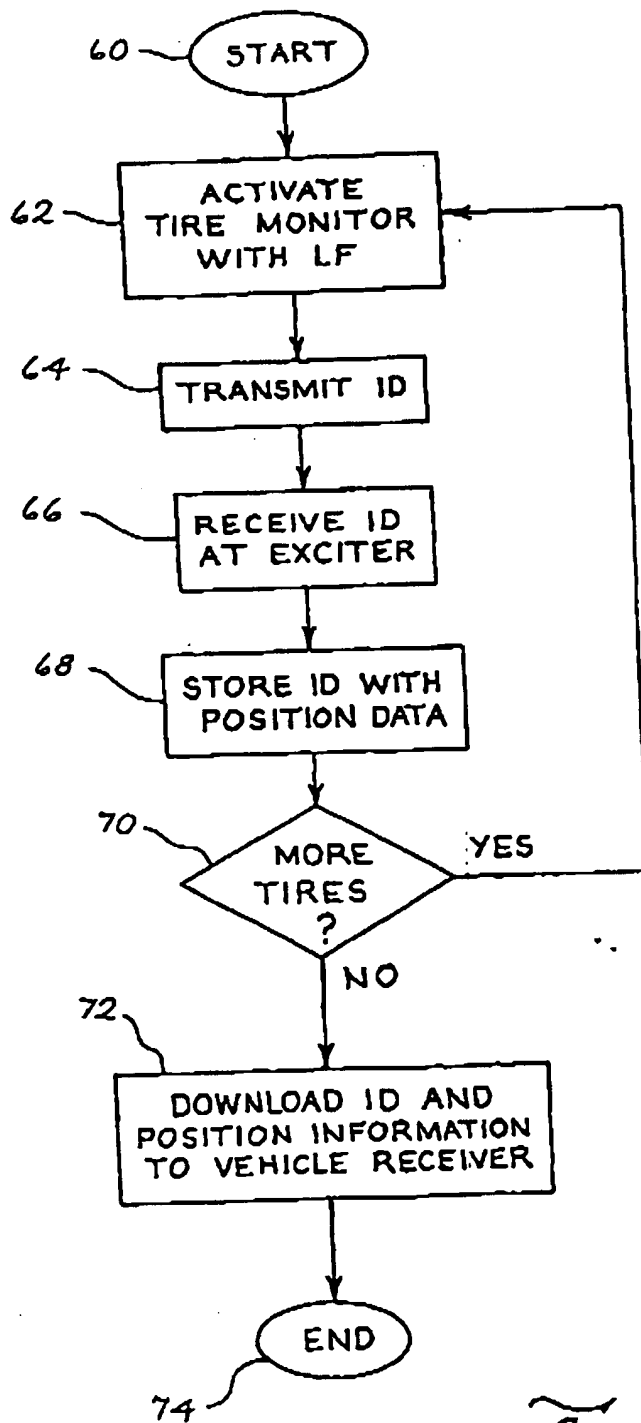 60
START
62
ACTIVATE
TIRE MONITOR
WITH LF
64
TRANSMIT ID
66
RECEIVE ID
AT EXCITER
68
STORE ID WITH
POSITION DATA
70
MORE
TIRES
?
YES
NO
72
DOWNLOAD ID AND
POSITION INFORMATION
TO VEHICLE RECEIVER
END
74